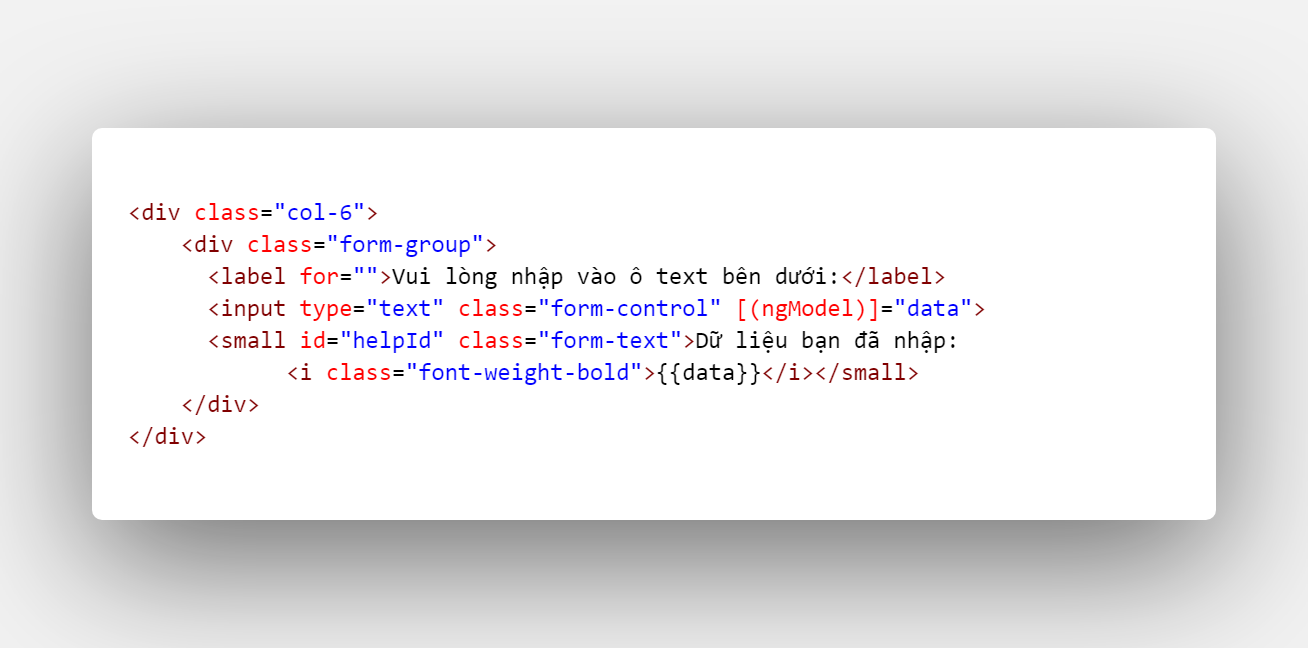 <div class="col-6">
    <div class="form-group">
      <label for="">Vui lòng nhập vào ô text bên dưới:</label>
      <input type="text" class="form-control" [(ngModel)]="data">
      <small id="helpId" class="form-text">Dữ liệu bạn đã nhập:
            <i class="font-weight-bold">{{data}}</i></small>
    </div>
</div>